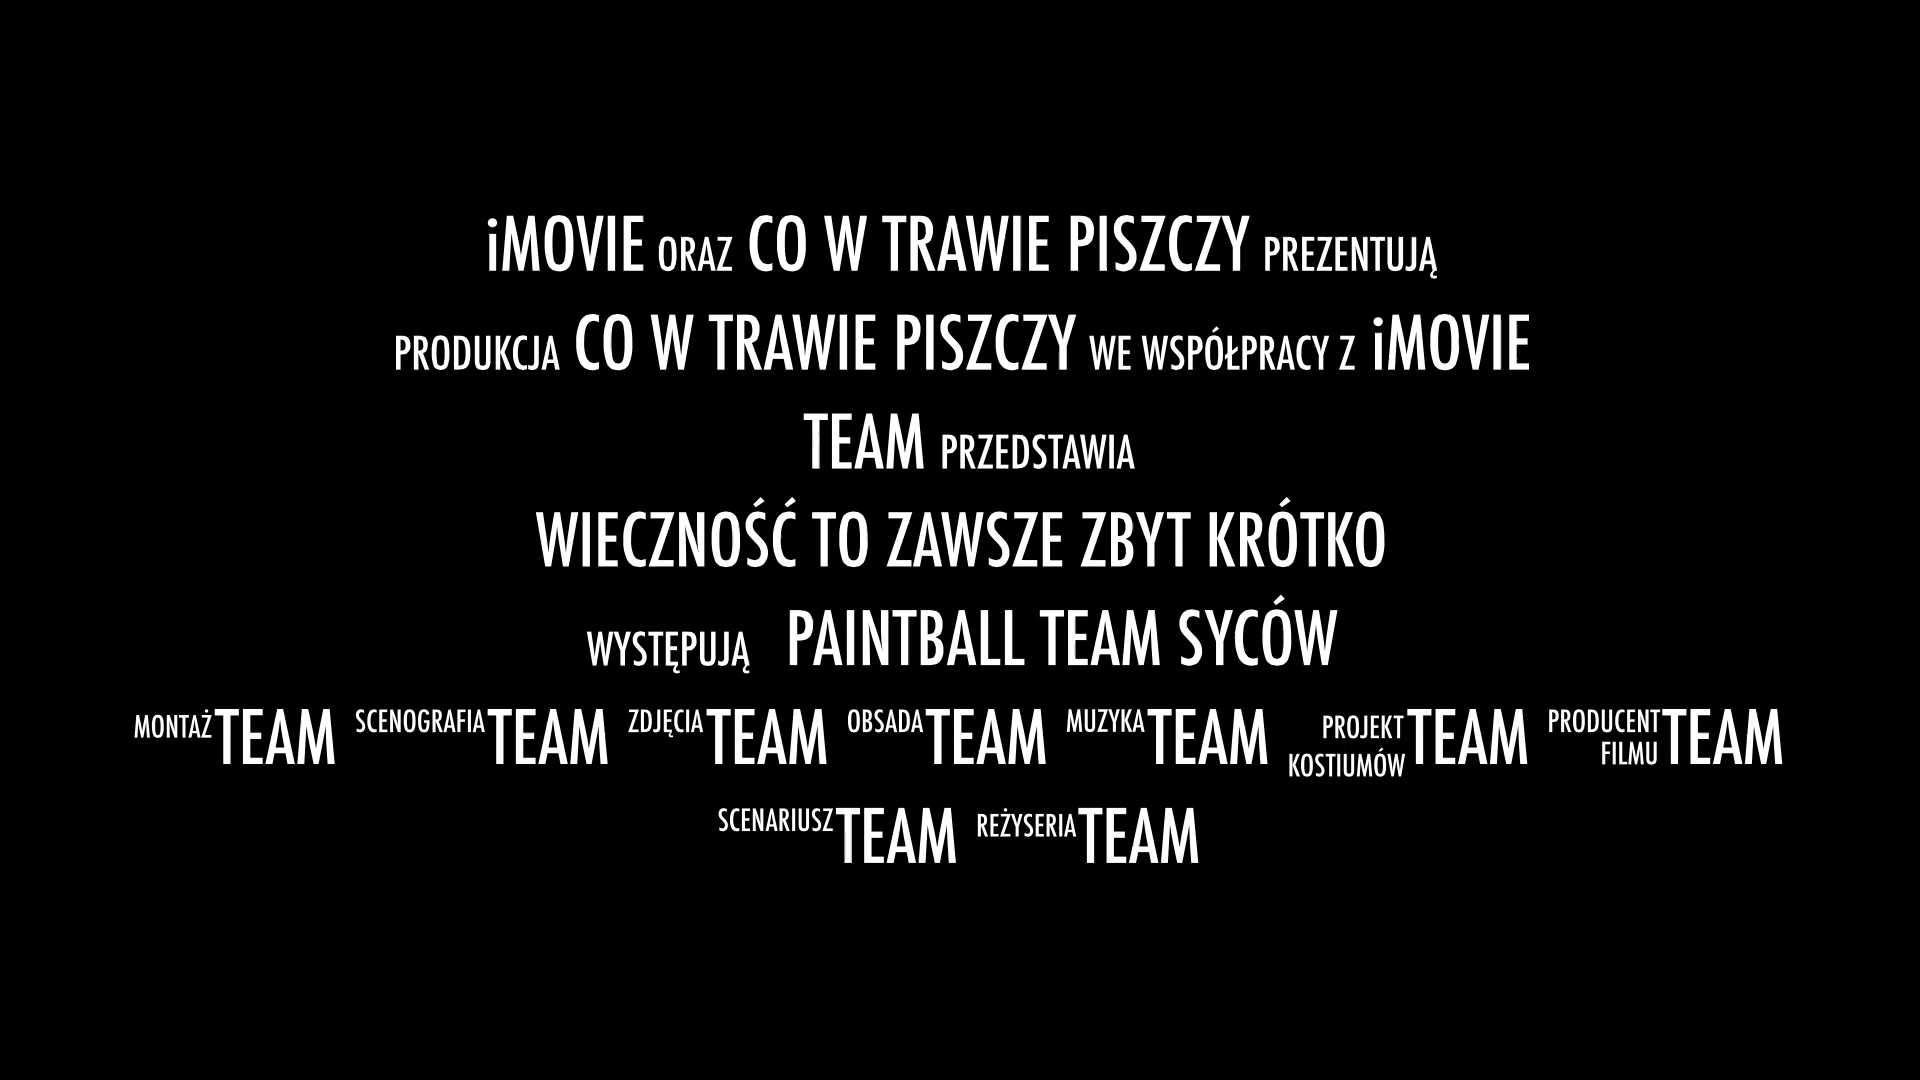 iMOVIE ORAZ CO W TRAWIE PISZCZY PREZENTUJĄ
PRODUKCJA CO W TRAWIE PISZCZY WE WSPÓŁPRACY Z iMOVIE
TEAM PRZEDSTAWIA
WIECZNOŚĆ TO ZAWSZE ZBYT KRÓTKO
WYSTĘPUJĄ PAINTBALL TEAM SYCÓW
MONTAŻ TEAM SCENOGRAFIA TEAM ZDJĘCIA TEAM OBSADA TEAM MUZYKA TEAM PROJEKT KOSTIUMÓW TEAM PRODUCENT FILMU TEAM
SCENARIUSZ TEAM REŻYSERIA TEAM